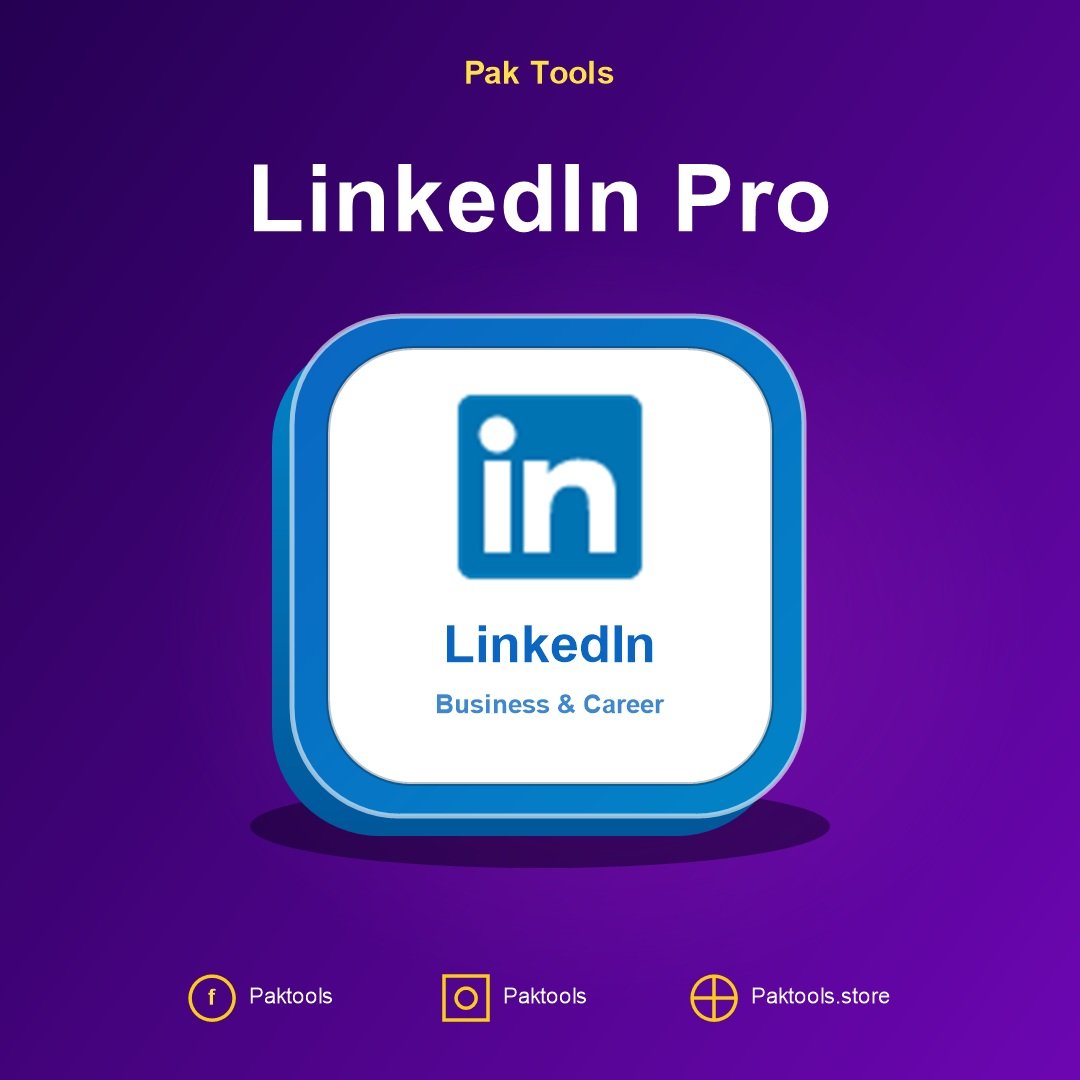 Pak Tools
LinkedIn Pro
in
LinkedIn
Business & Career
f Paktools
Paktools
Paktools.store